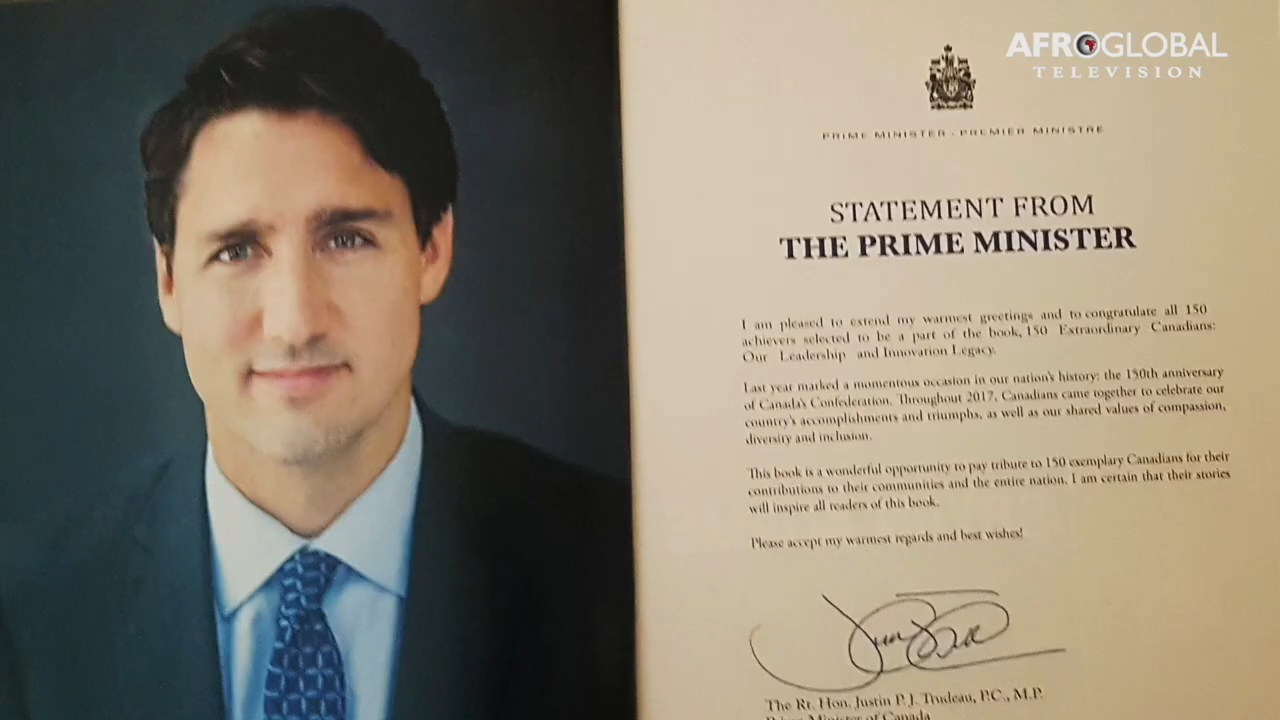 AFROGLOBAL
TELEVISION
PRIME MINISTER · PREMIER MINISTRE
STATEMENT FROM
THE PRIME MINISTER
I am pleased to extend my warmest greetings and to congratulate all 150
achievers selected to be a part of the book, 150 Extraordinary Canadians:
Our Leadership and Innovation Legacy.
Last year marked a momentous occasion in our nation's history: the 150th anniversary
of Canada's Confederation. Throughout 2017, Canadians came together to celebrate our
country's accomplishments and triumphs, as well as our shared values of compassion,
diversity and inclusion.
This book is a wonderful opportunity to pay tribute to 150 exemplary Canadians for their
contributions to their communities and the entire nation. I am certain that their stories
will inspire all readers of this book.
Please accept my warmest regards and best wishes!
The Rt. Hon. Justin P. J. Trudeau, P.C., M.P.
Prime Minister of Canada